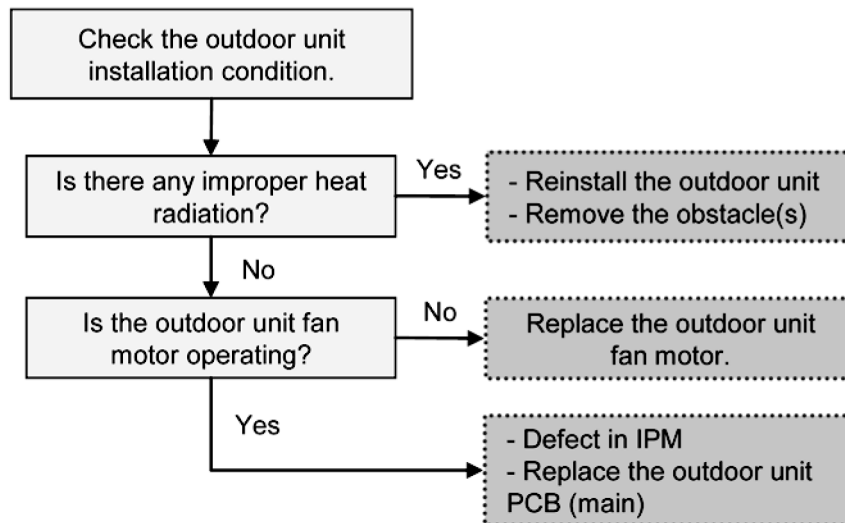 Check the outdoor unit
installation condition.
Is there any improper heat
radiation?
Yes
- Reinstall the outdoor unit
- Remove the obstacle(s)
No
Is the outdoor unit fan
motor operating?
No
Replace the outdoor unit
fan motor.
Yes
- Defect in IPM
- Replace the outdoor unit
PCB (main)